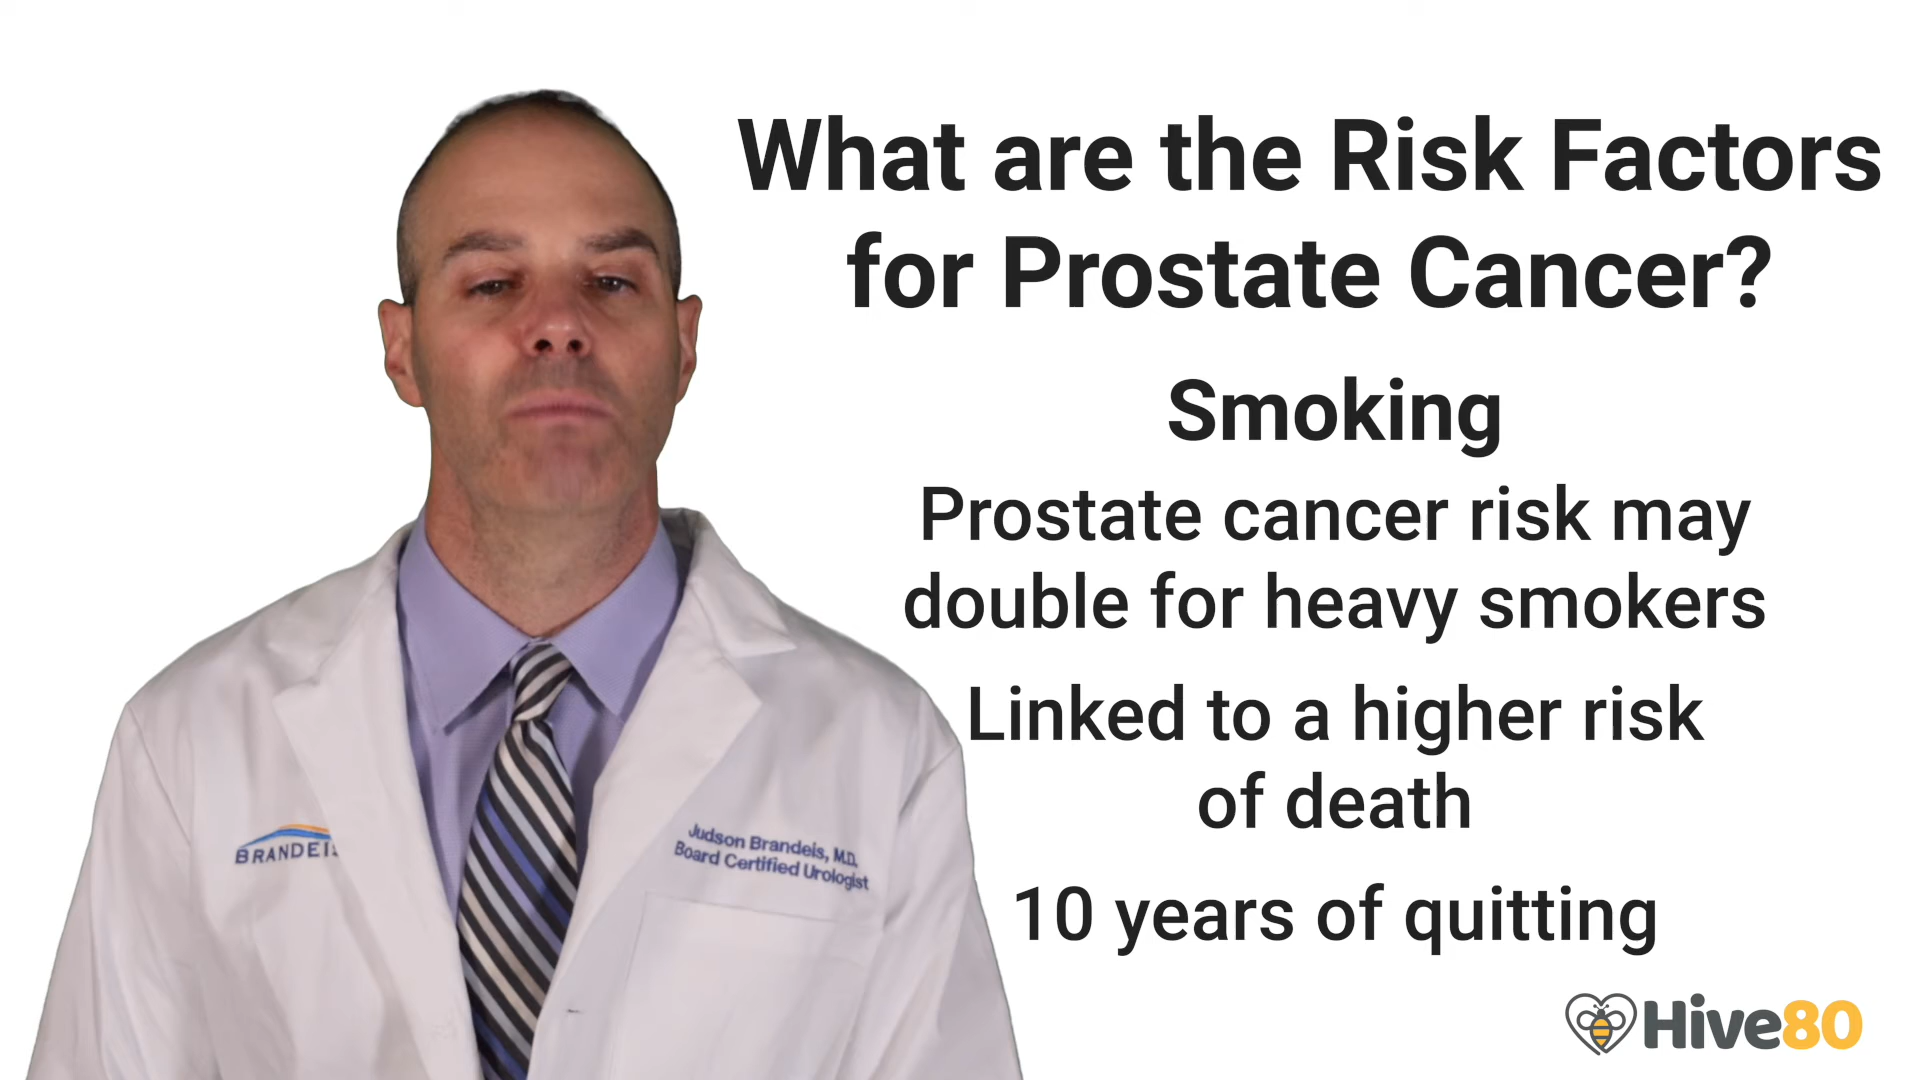 What are the Risk Factors
for Prostate Cancer?
Smoking
Prostate cancer risk may
double for heavy smokers
Linked to a higher risk
of death
10 years of quitting
BRANDEIS
Judson Brandeis, M.D.
Board Certified Urologist
Hive80